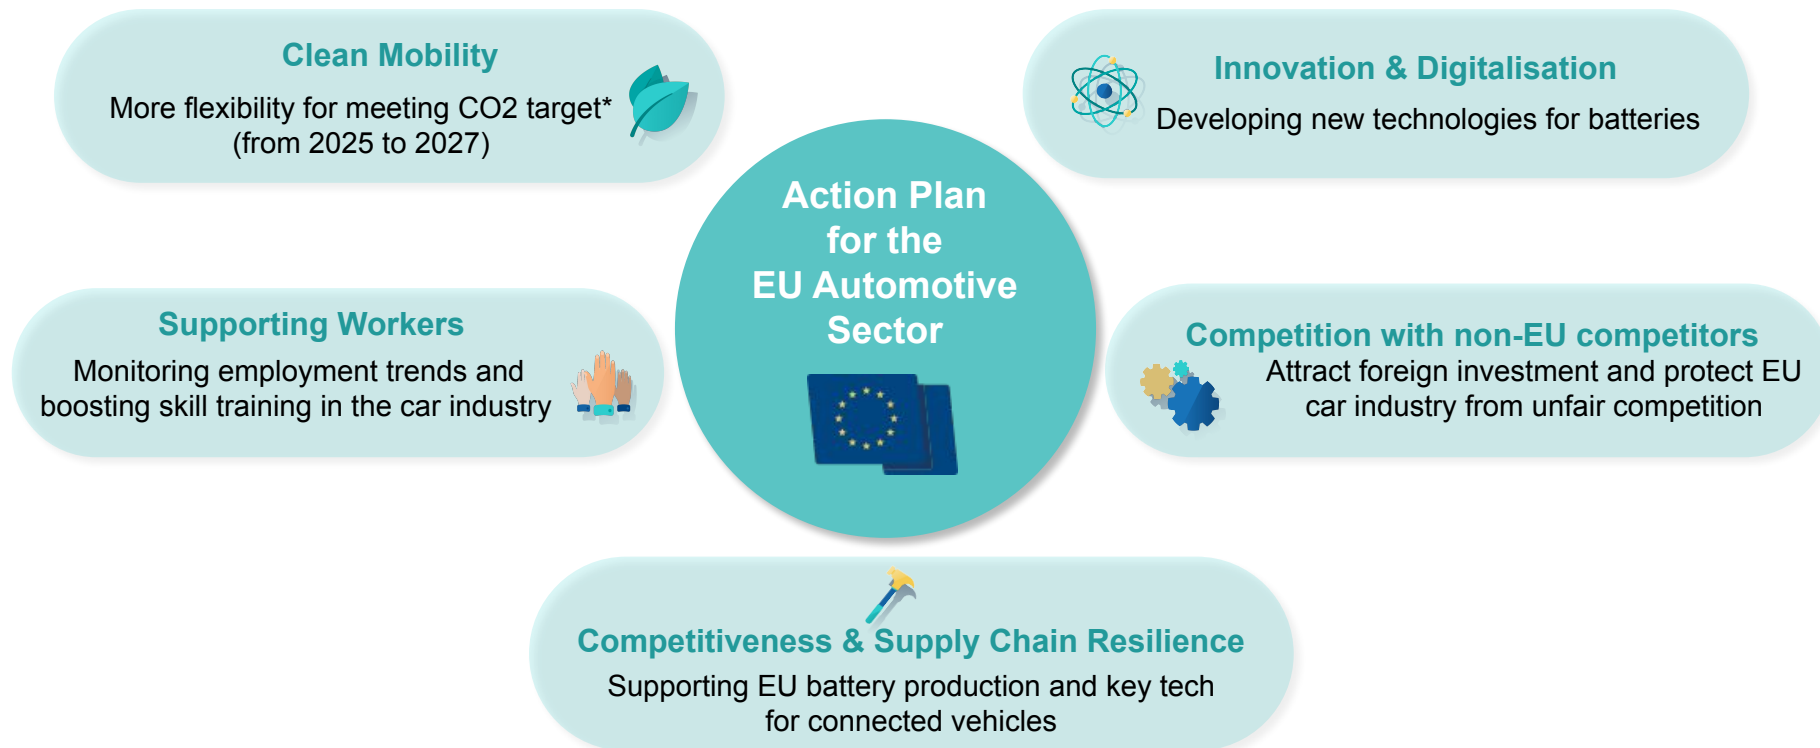 Clean Mobility
More flexibility for meeting CO2 target*
(from 2025 to 2027)
Innovation & Digitalisation
Developing new technologies for batteries
Action Plan
for the
EU Automotive
Sector
Supporting Workers
Monitoring employment trends and
boosting skill training in the car industry
Competition with non-EU competitors
Attract foreign investment and protect EU
car industry from unfair competition
Competitiveness & Supply Chain Resilience
Supporting EU battery production and key tech
for connected vehicles